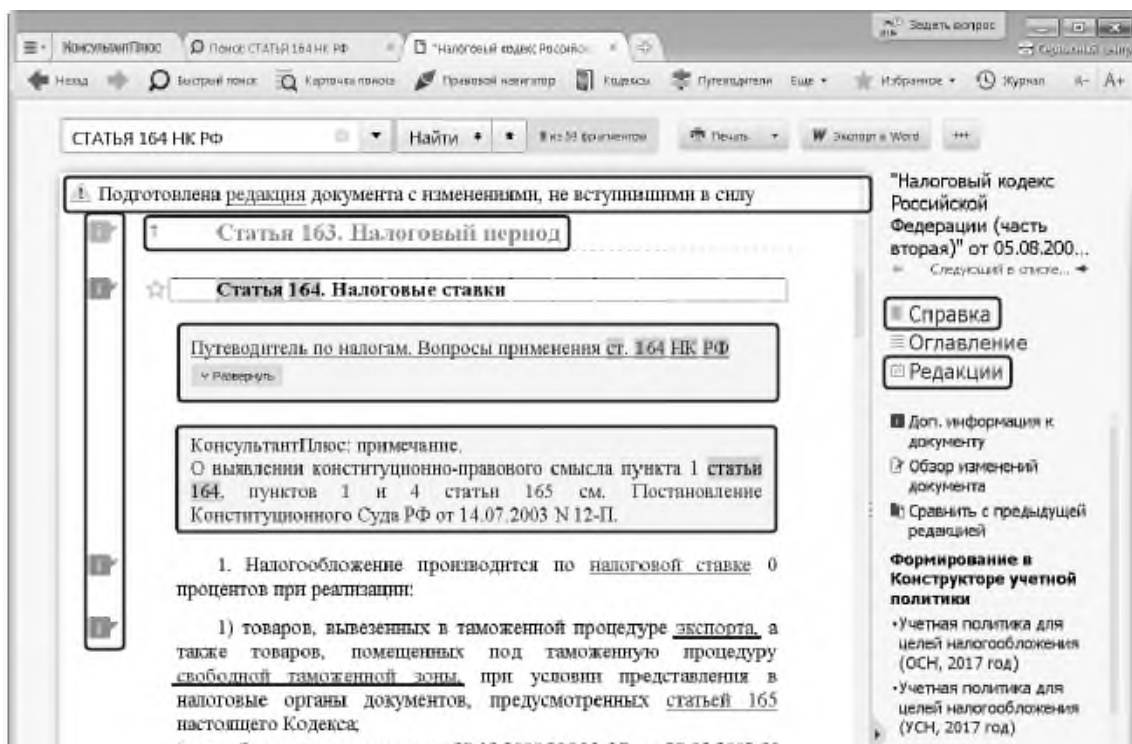 Задать вопрос
КонсультантПлюс Поиск: СТАТЬЯ 164 НК РФ "Налоговый кодекс Российс...
Назад Быстрый поиск Карточка поиска Правовой навигатор Кодексы Путеводители Еще Избранное Журнал A- A+
СТАТЬЯ 164 НК РФ Найти из 59 фрагментов Печать Экспорт в Word
Подготовлена редакция документа с изменениями, не вступившими в силу
Статья 163. Налоговый период
Статья 164. Налоговые ставки
Путеводитель по налогам. Вопросы применения ст. 164 НК РФ
Развернуть
КонсультантПлюс: примечание.
О выявлении конституционно-правового смысла пункта 1 статьи
164, пунктов 1 и 4 статьи 165 см. Постановление
Конституционного Суда РФ от 14.07.2003 N 12-П.
1. Налогообложение производится по налоговой ставке 0
процентов при реализации:
1) товаров, вывезенных в таможенной процедуре экспорта, а
также товаров, помещенных под таможенную процедуру
свободной таможенной зоны, при условии представления в
налоговые органы документов, предусмотренных статьей 165
настоящего Кодекса;
"Налоговый кодекс
Российской
Федерации (часть
вторая)" от 05.08.200...
Следующий в списке...
Справка
Оглавление
Редакции
Доп. информация к
документу
Обзор изменений
документа
Сравнить с предыдущей
редакцией
Формирование в
Конструкторе учетной
политики
•Учетная политика для
целей налогообложения
(ОСН, 2017 год)
•Учетная политика для
целей налогообложения
(УСН, 2017 год)